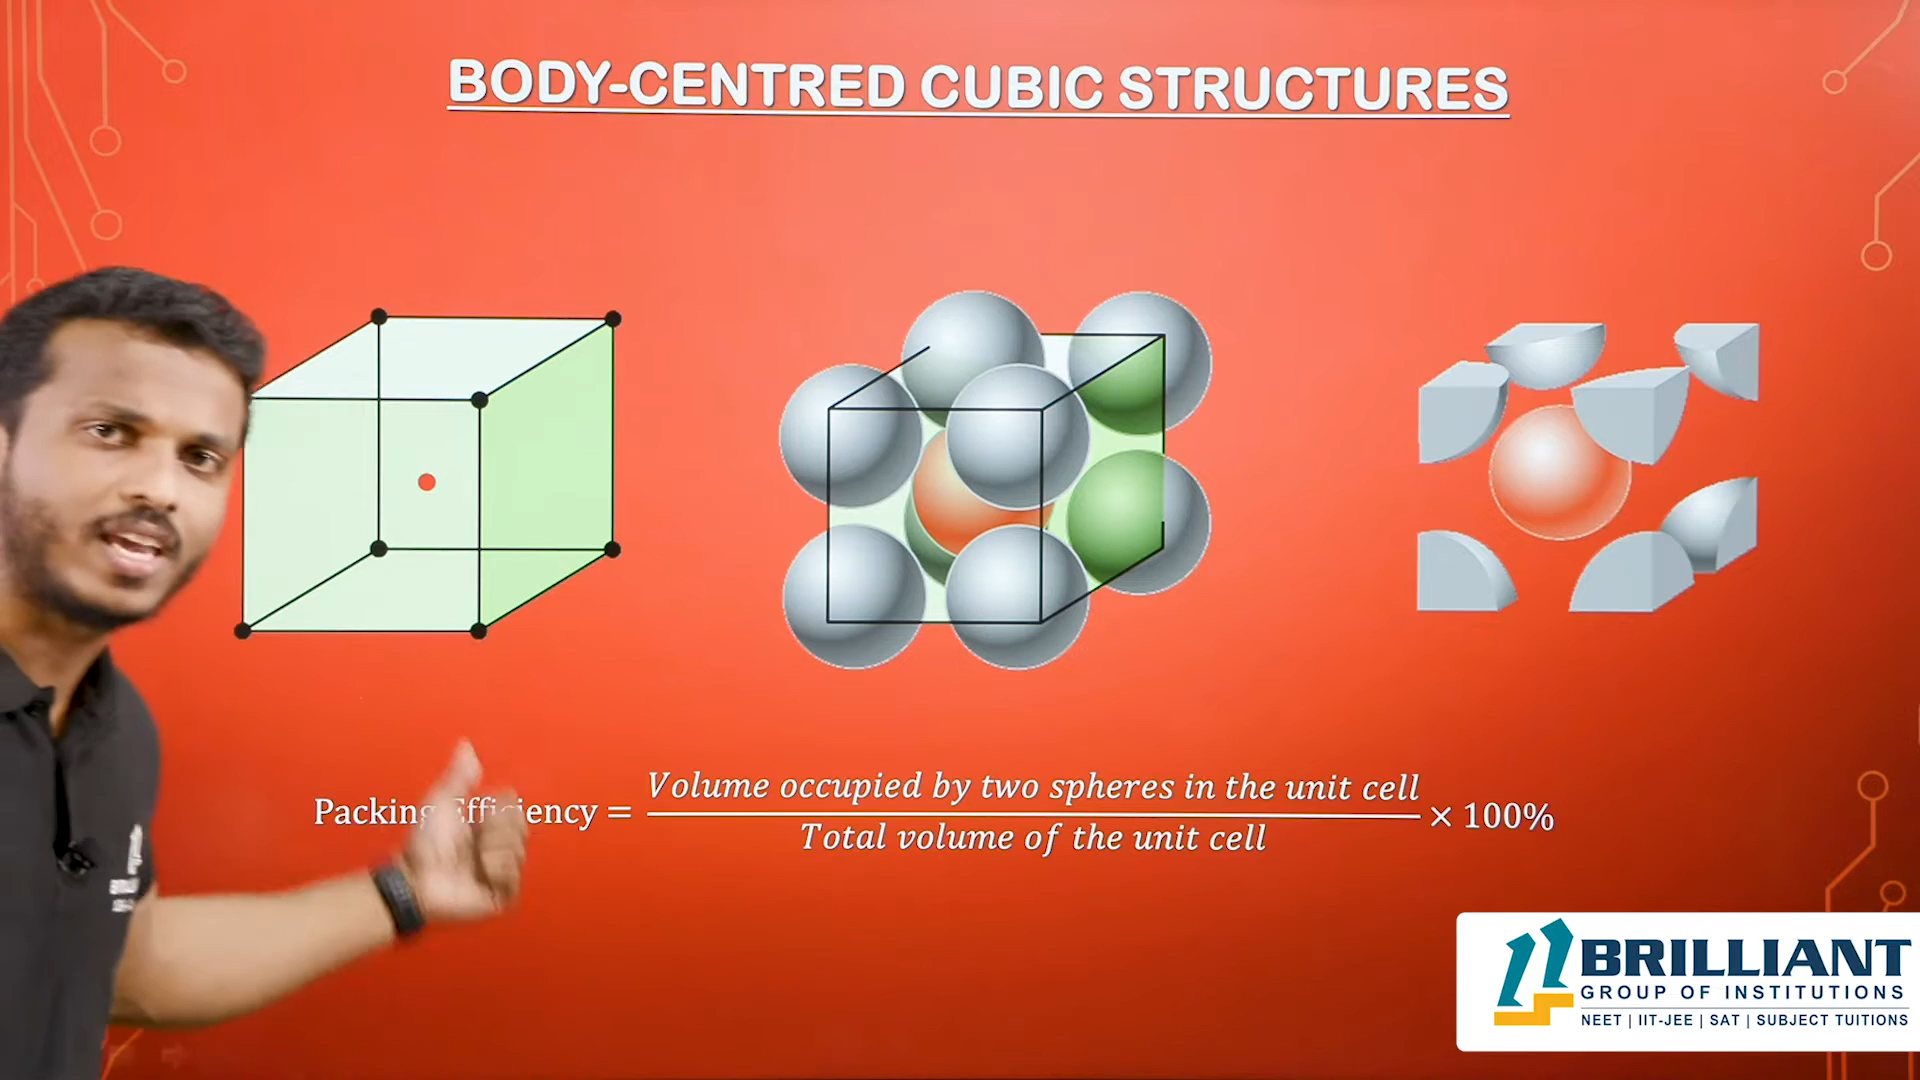 BODY-CENTRED CUBIC STRUCTURES
Packing Efficiency = Volume occupied by two spheres in the unit cell / Total volume of the unit cell × 100%
BRILLIANT
GROUP OF INSTITUTIONS
NEET | IIT-JEE | SAT | SUBJECT TUITIONS